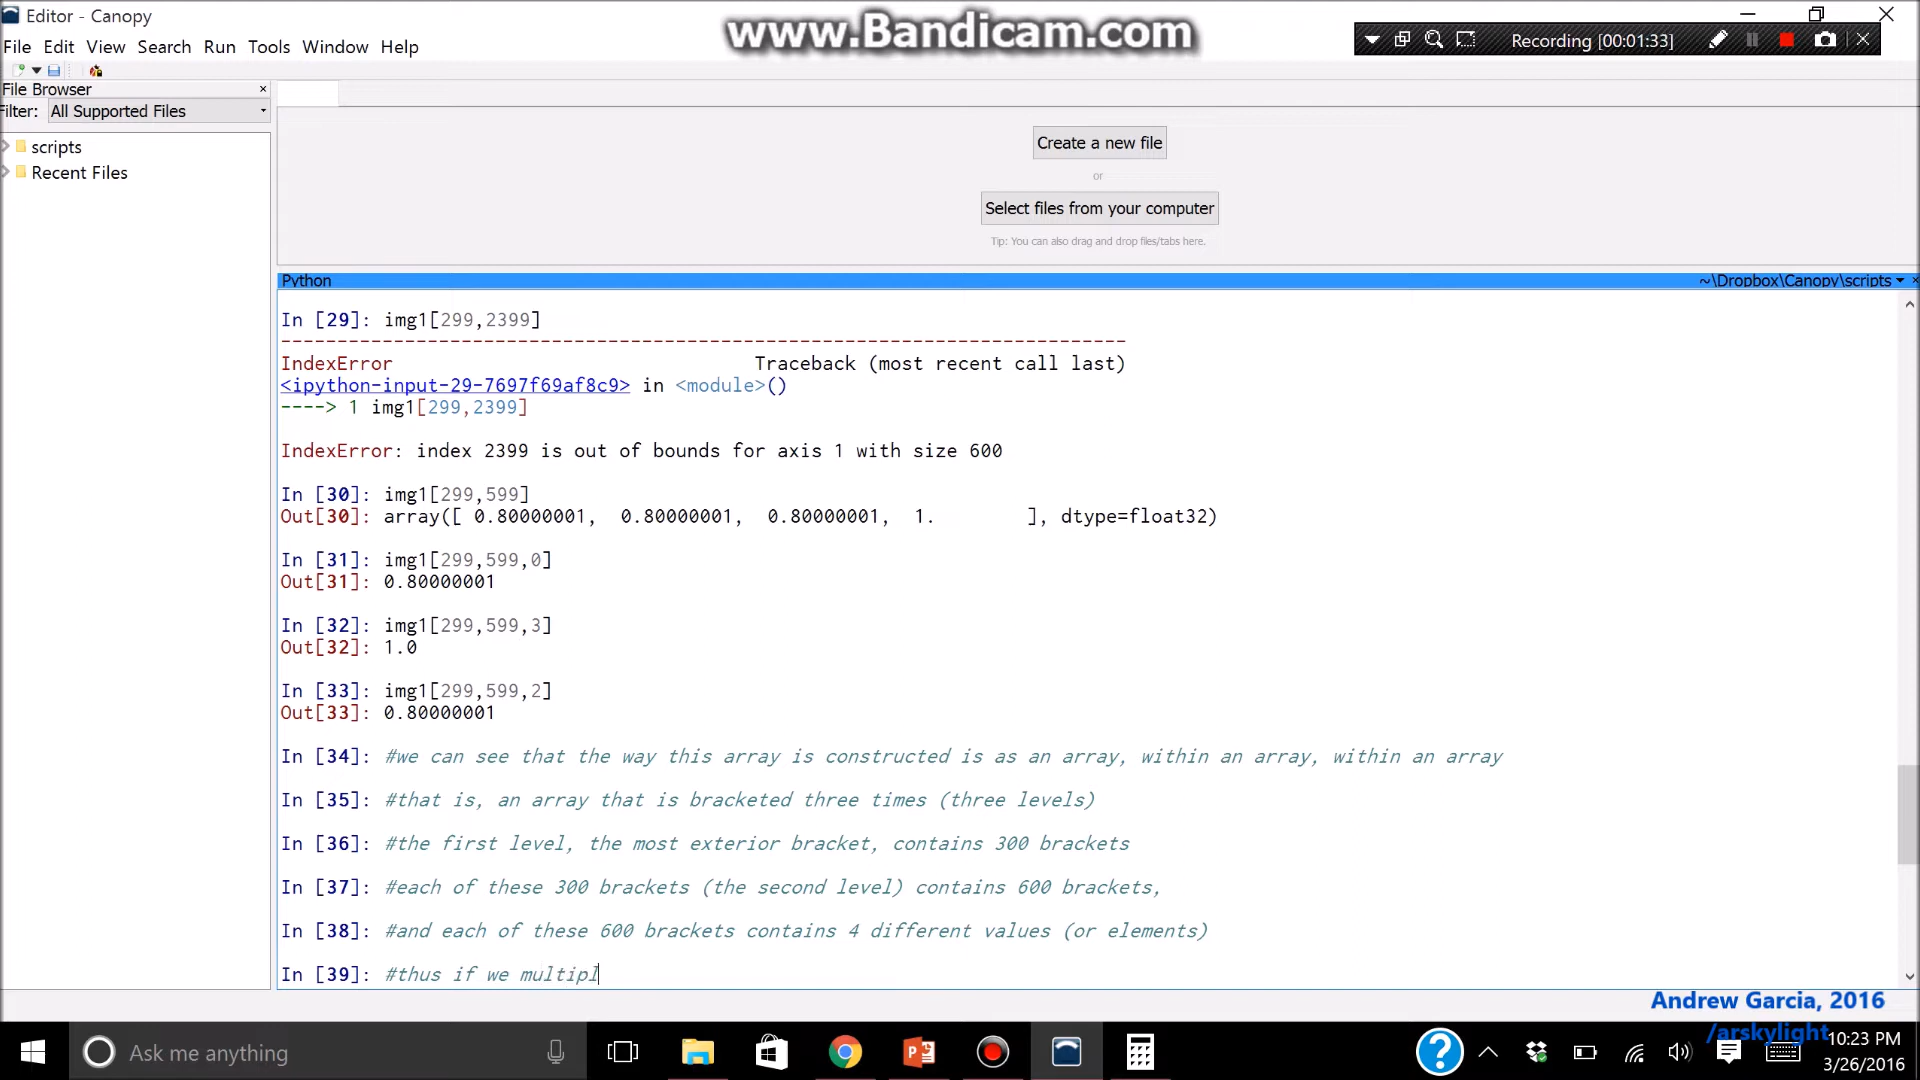 Editor - Canopy
www.Bandicam.com
Recording [00:01:33]
File Edit View Search Run Tools Window Help
File Browser
Filter: All Supported Files
scripts
Recent Files
Create a new file
or
Select files from your computer
Tip: You can also drag and drop files/tabs here.
Python
~\Dropbox\Canopy\scripts
In [29]: img1[299,2399]
---------------------------------------------------------------------------
IndexError Traceback (most recent call last)
<ipython-input-29-7697f69af8c9> in <module>()
----> 1 img1[299,2399]
IndexError: index 2399 is out of bounds for axis 1 with size 600
In [30]: img1[299,599]
Out[30]: array([ 0.80000001, 0.80000001, 0.80000001, 1. ], dtype=float32)
In [31]: img1[299,599,0]
Out[31]: 0.80000001
In [32]: img1[299,599,3]
Out[32]: 1.0
In [33]: img1[299,599,2]
Out[33]: 0.80000001
In [34]: #we can see that the way this array is constructed is as an array, within an array, within an array
In [35]: #that is, an array that is bracketed three times (three levels)
In [36]: #the first level, the most exterior bracket, contains 300 brackets
In [37]: #each of these 300 brackets (the second level) contains 600 brackets,
In [38]: #and each of these 600 brackets contains 4 different values (or elements)
In [39]: #thus if we multipl
Andrew Garcia, 2016
/arskylight
Ask me anything
10:23 PM
3/26/2016